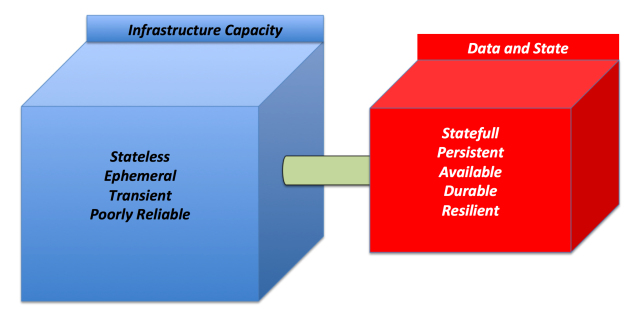 Infrastructure Capacity
Stateless
Ephemeral
Transient
Poorly Reliable
Data and State
Statefull
Persistent
Available
Durable
Resilient